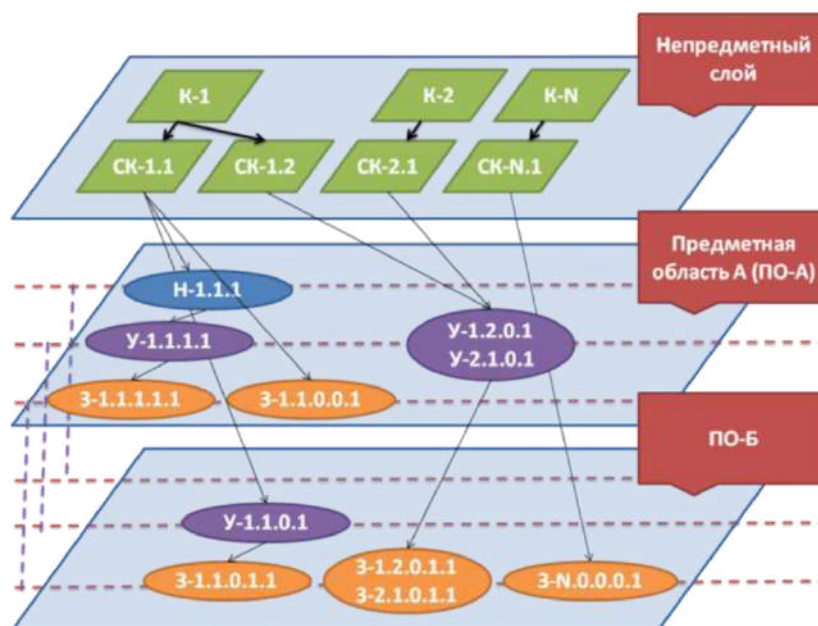 Непредметный
слой
К-1
К-2
К-N
СК-1.1
СК-1.2
СК-2.1
СК-N.1
Предметная
область А (ПО-А)
Н-1.1.1
У-1.1.1.1
У-1.2.0.1
У-2.1.0.1
З-1.1.1.1.1
З-1.1.0.0.1
ПО-Б
У-1.1.0.1
З-1.1.0.1.1
З-1.2.0.1.1
З-2.1.0.1.1
З-N.0.0.0.1